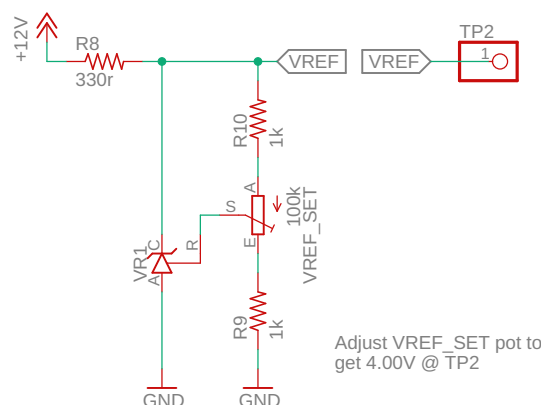 +12V
R8
330r
VREF
VREF
TP2
1
R10
1k
A
S
E
100k
VREF_SET
R
C
A
VR1
R9
1k
Adjust VREF_SET pot to
get 4.00V @ TP2
GND
GND